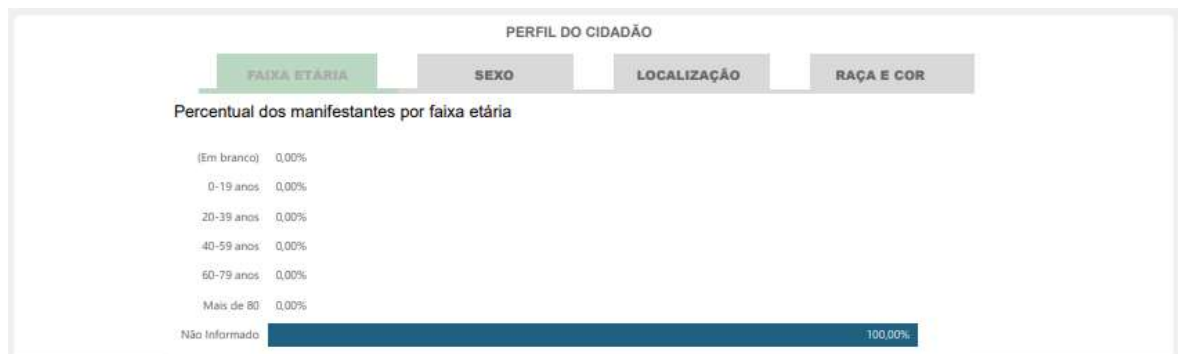 PERFIL DO CIDADÃO
FAIXA ETÁRIA SEXO LOCALIZAÇÃO RAÇA E COR
Percentual dos manifestantes por faixa etária
(Em branco) 0,00%
0-19 anos 0,00%
20-39 anos 0,00%
40-59 anos 0,00%
60-79 anos 0,00%
Mais de 80 0,00%
Não Informado 100,00%